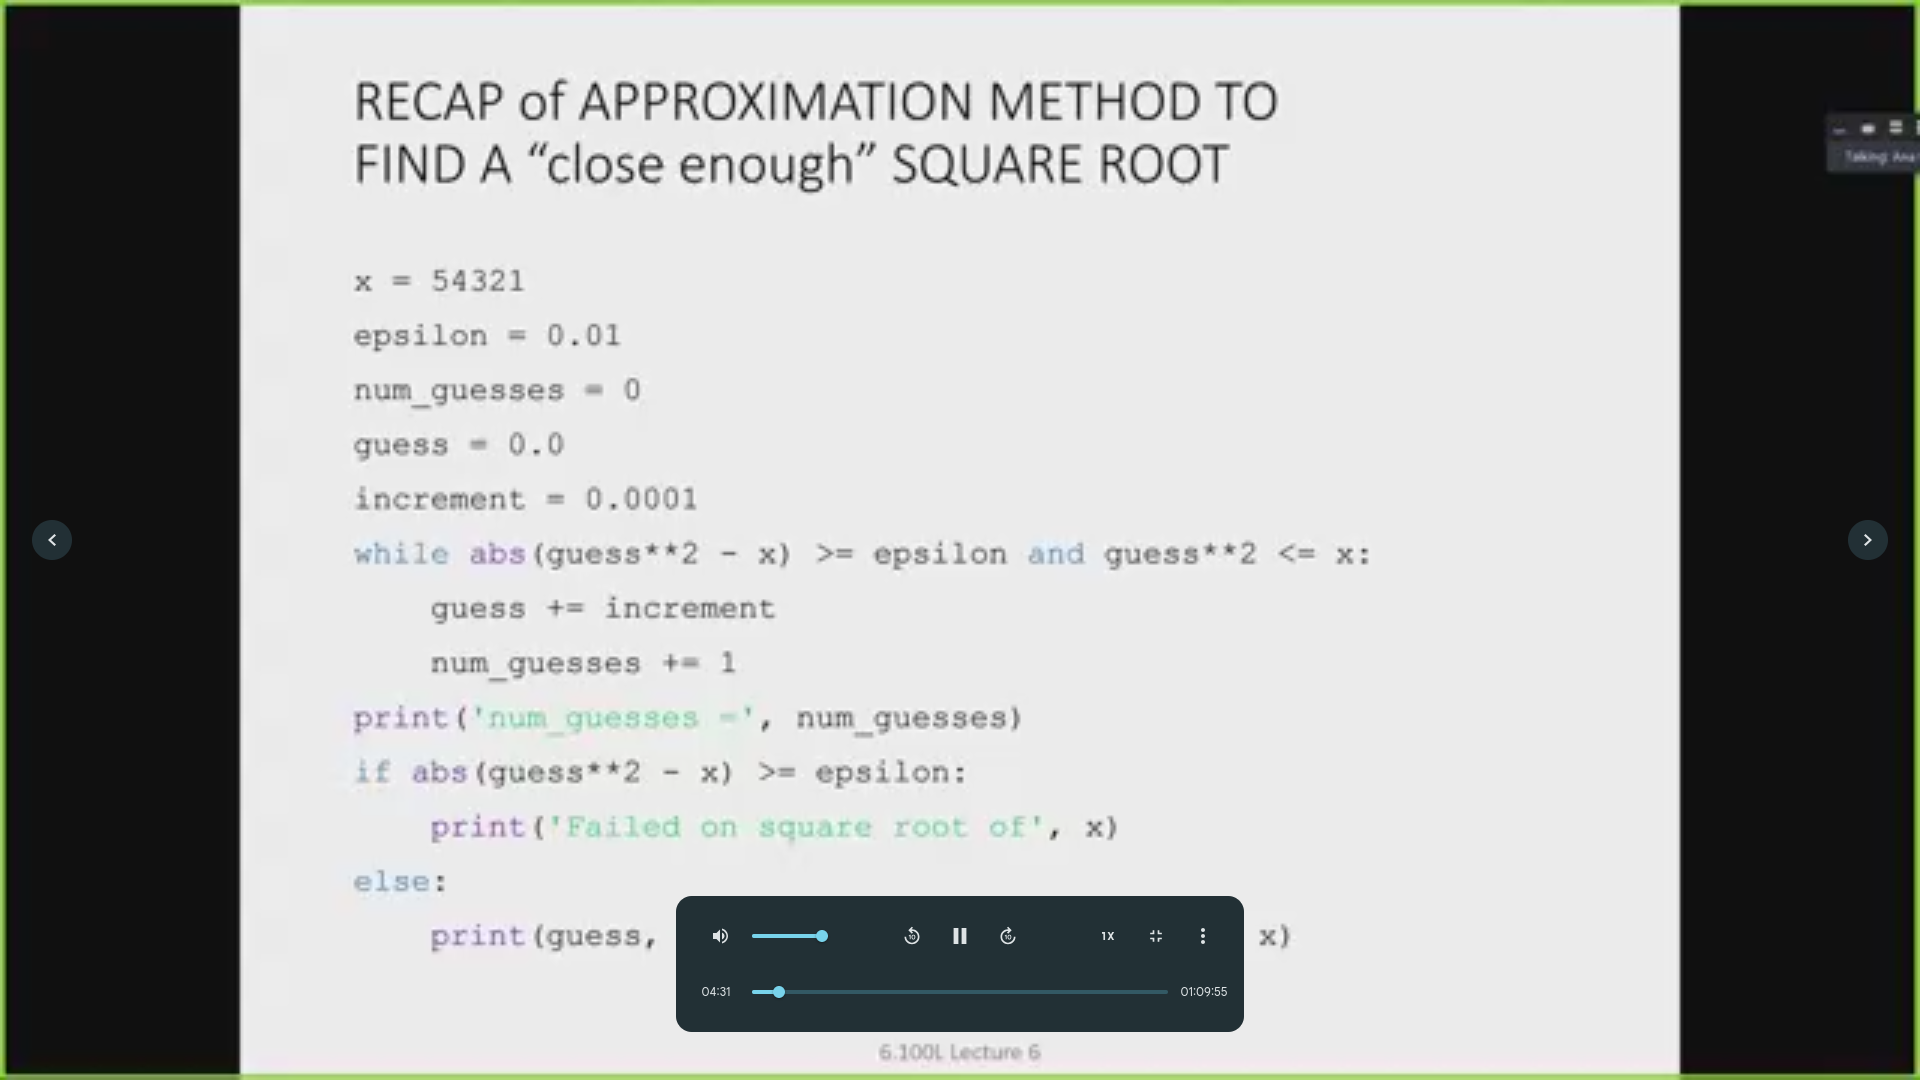 RECAP of APPROXIMATION METHOD TO
FIND A “close enough” SQUARE ROOT
Talking:
x = 54321
epsilon = 0.01
num_guesses = 0
guess = 0.0
increment = 0.0001
while abs(guess**2 - x) >= epsilon and guess**2 <= x:
guess += increment
num_guesses += 1
print('num_guesses =', num_guesses)
if abs(guess**2 - x) >= epsilon:
print('Failed on square root of', x)
else:
print(guess, x)
10 10 1X
04:31 01:09:55
6.100L Lecture 6